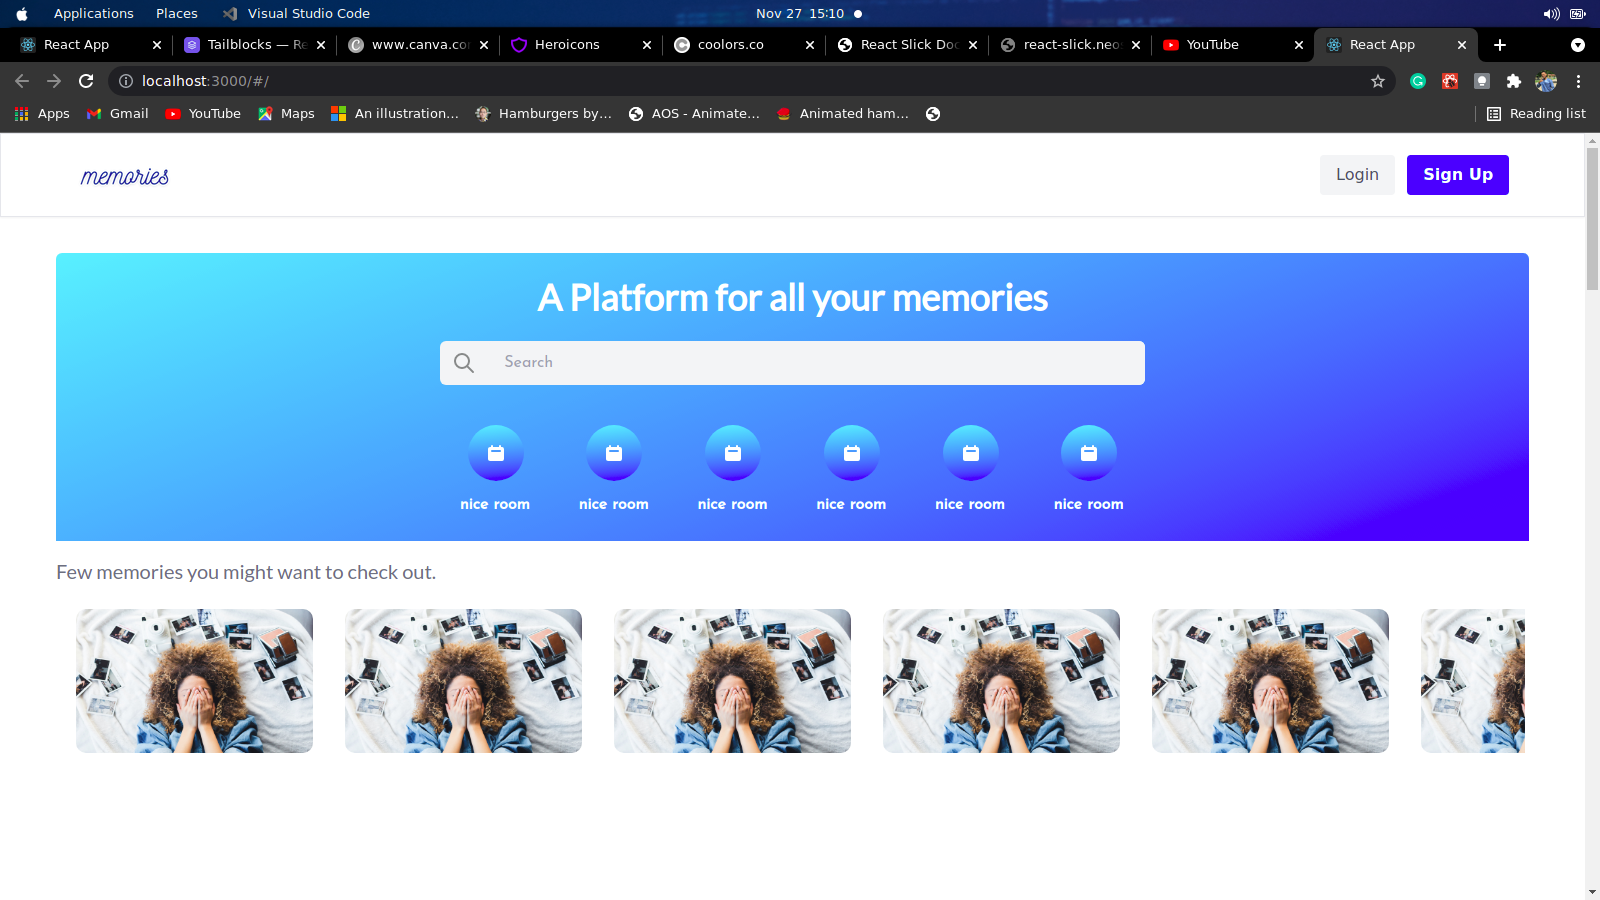 Applications Places Visual Studio Code Nov 27 15:10
React App Tailblocks — Re www.canva.co Heroicons coolors.co React Slick Doc react-slick.neo YouTube React App
localhost:3000/#/
Apps Gmail YouTube Maps An illustration... Hamburgers by... AOS - Animate... Animated ham... Reading list
memories Login Sign Up
A Platform for all your memories
Search
nice room nice room nice room nice room nice room nice room
Few memories you might want to check out.